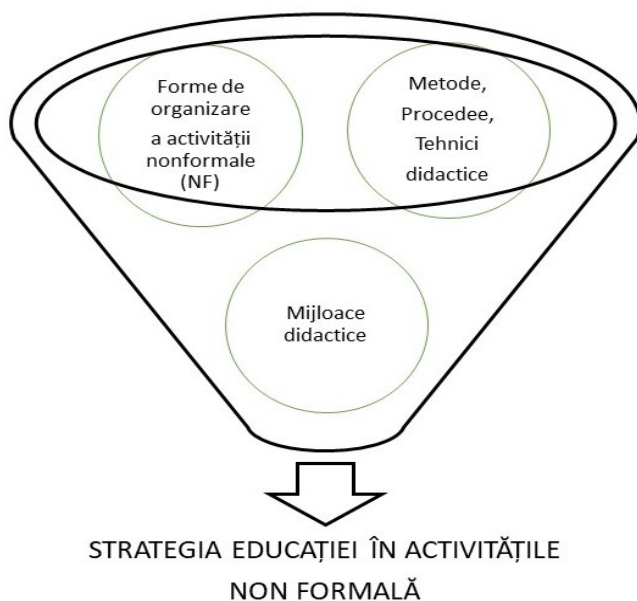 Forme de
organizare
a activității
nonformale
(NF)
Metode,
Procedee,
Tehnici
didactice
Mijloace
didactice
STRATEGIA EDUCAȚIEI ÎN ACTIVITĂȚILE
NON FORMALĂ